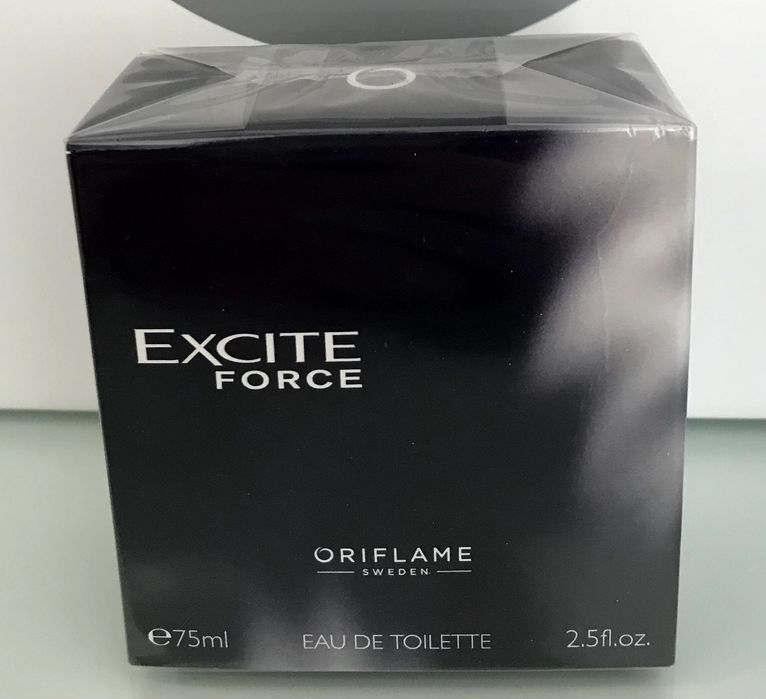 EXCITE
FORCE
ORIFLAME
SWEDEN
℮75ml EAU DE TOILETTE 2.5fl.oz.